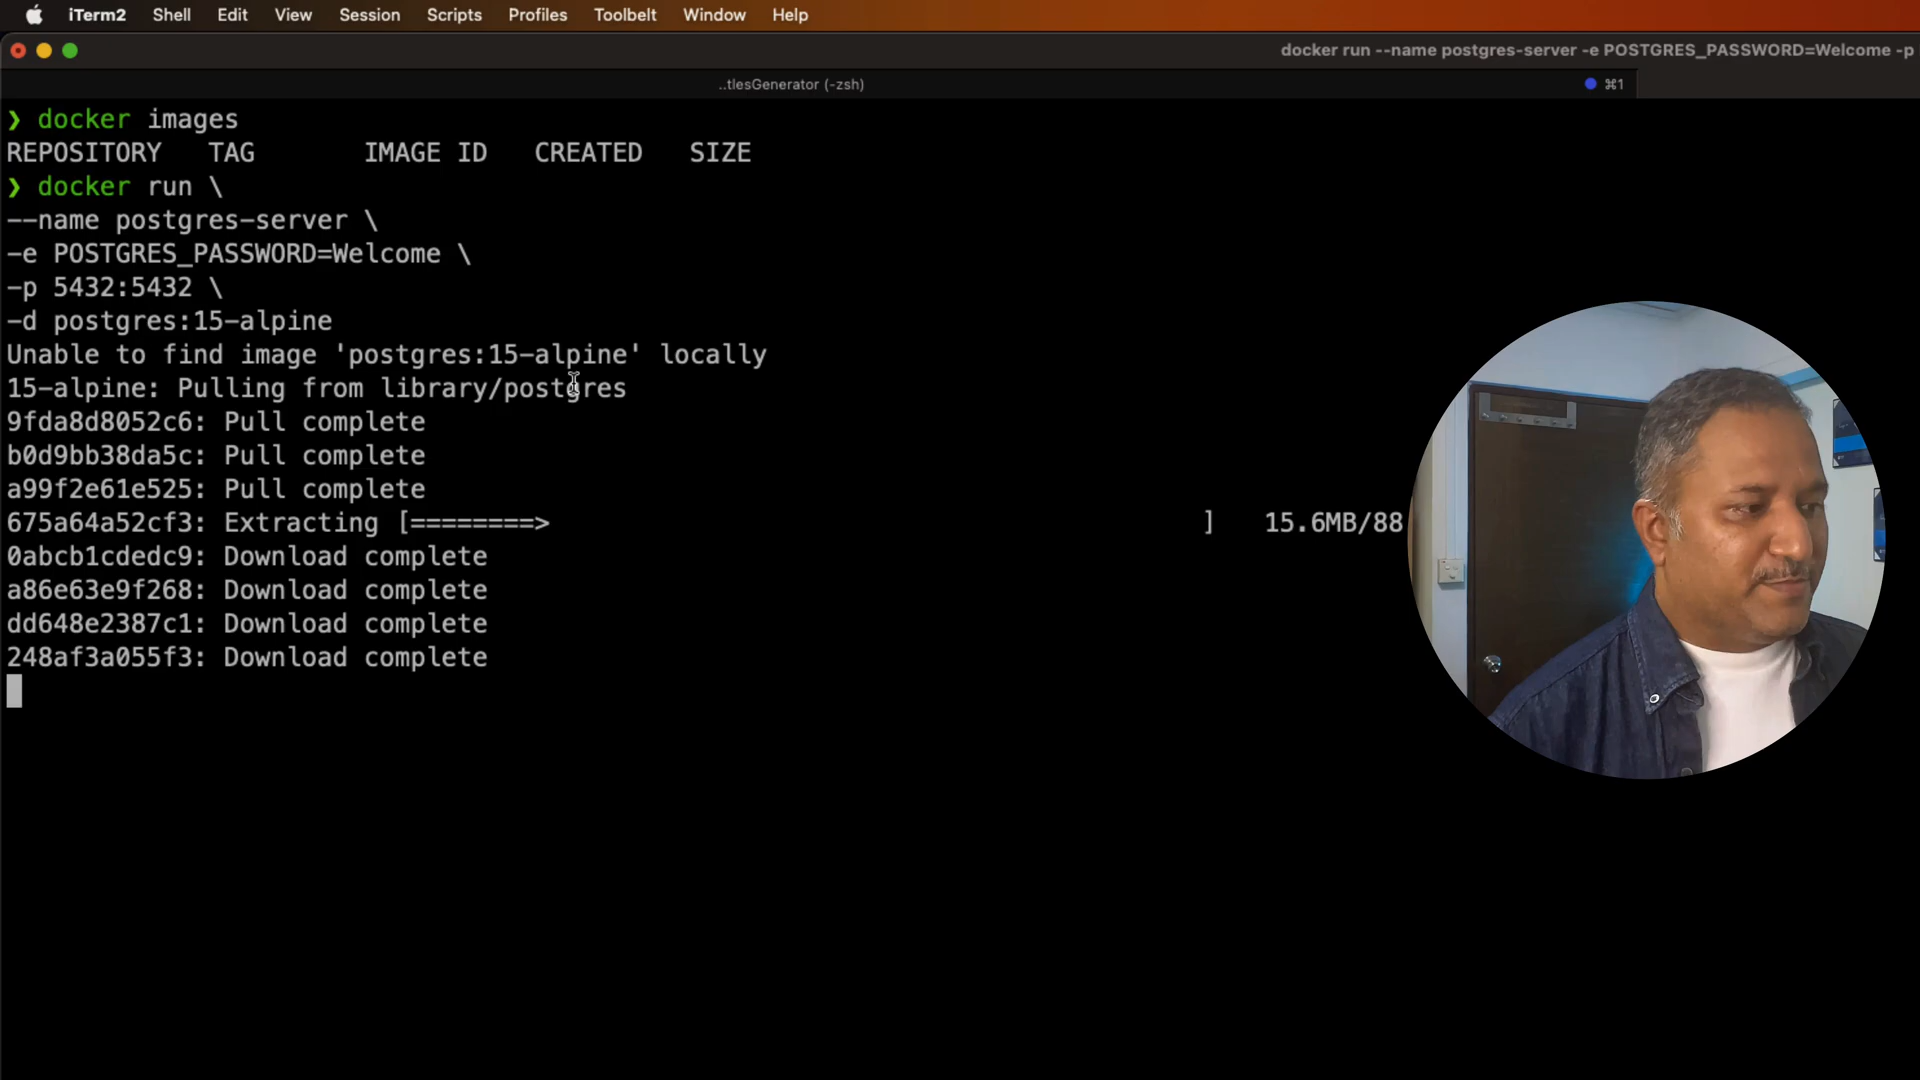 iTerm2 Shell Edit View Session Scripts Profiles Toolbelt Window Help
docker run --name postgres-server -e POSTGRES_PASSWORD=Welcome -p
..tlesGenerator (-zsh) ⌘1
❯ docker images
REPOSITORY TAG IMAGE ID CREATED SIZE
❯ docker run \
--name postgres-server \
-e POSTGRES_PASSWORD=Welcome \
-p 5432:5432 \
-d postgres:15-alpine
Unable to find image 'postgres:15-alpine' locally
15-alpine: Pulling from library/postgres
9fda8d8052c6: Pull complete
b0d9bb38da5c: Pull complete
a99f2e61e525: Pull complete
675a64a52cf3: Extracting [========> ] 15.6MB/88
0abcb1cdedc9: Download complete
a86e63e9f268: Download complete
dd648e2387c1: Download complete
248af3a055f3: Download complete